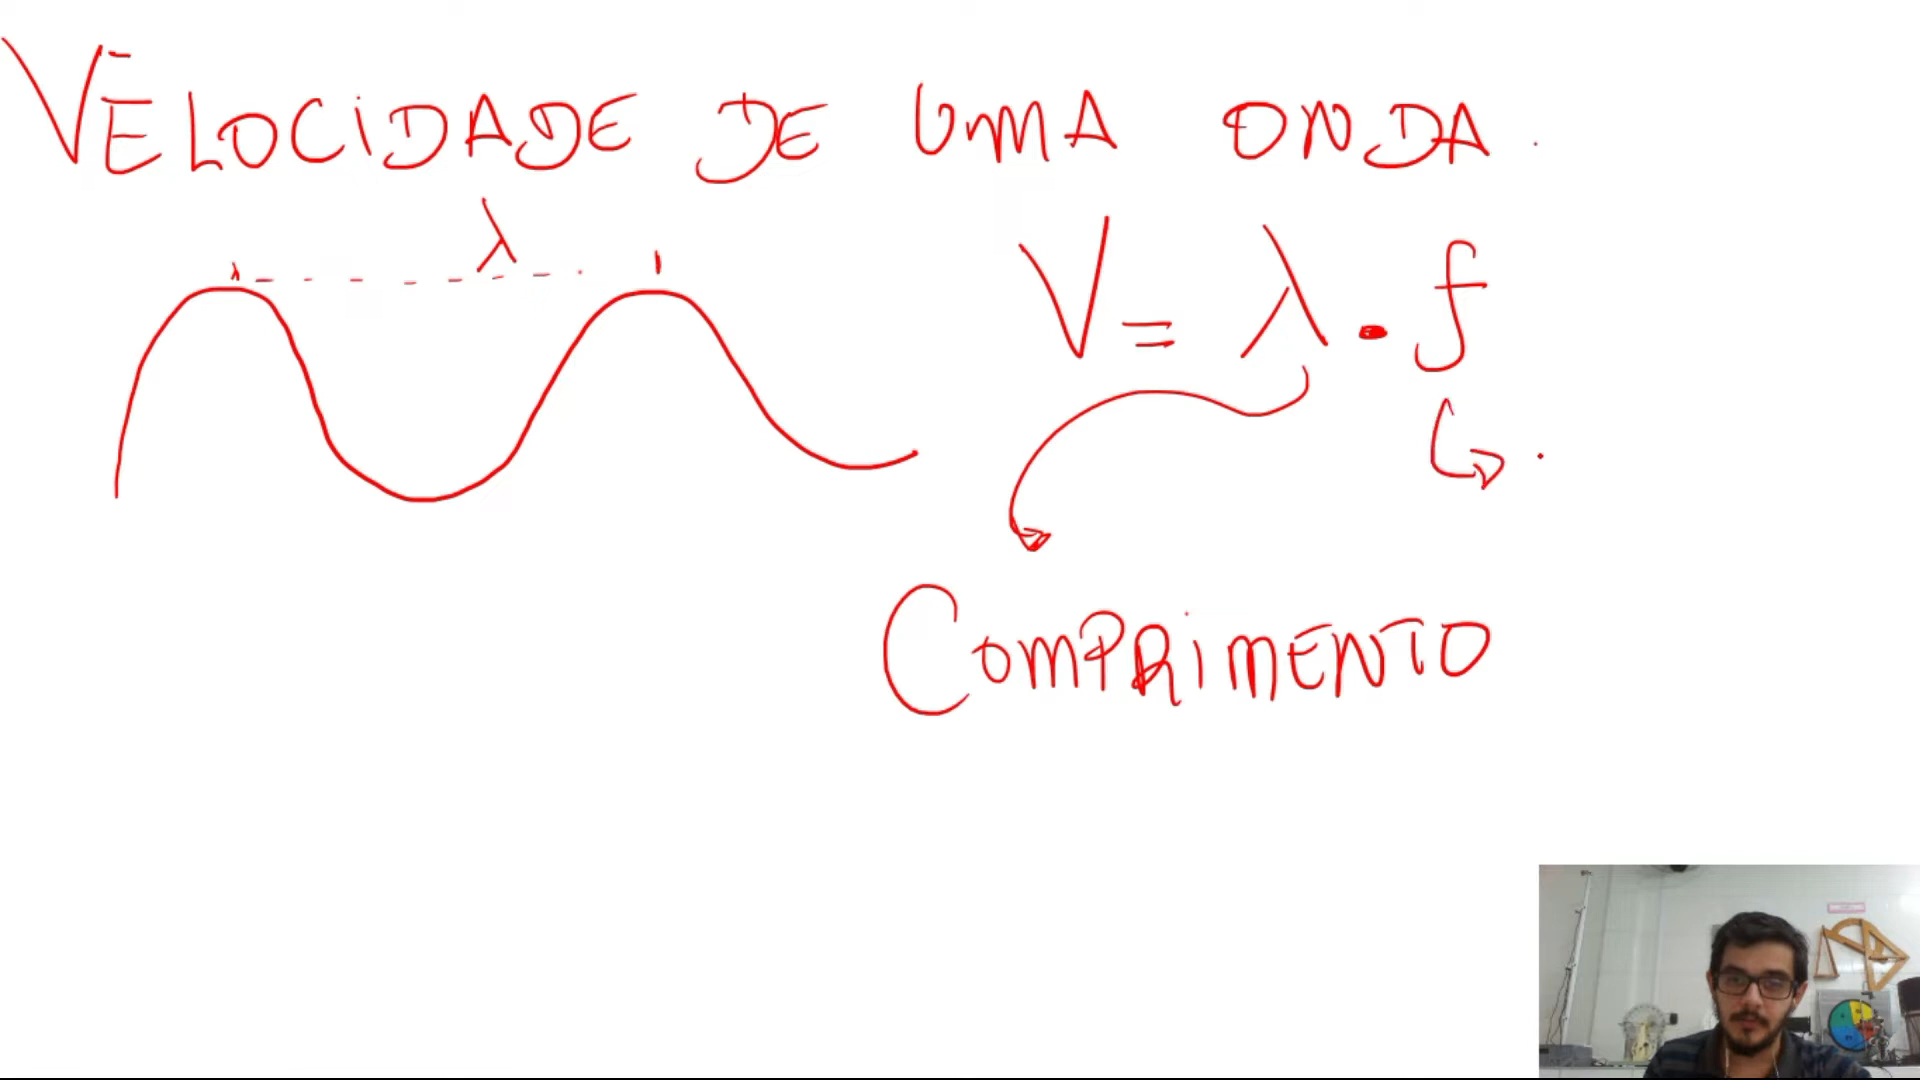 VELOCIDADE DE UMA ONDA.
λ
V = λ · f
COMPRIMENTO